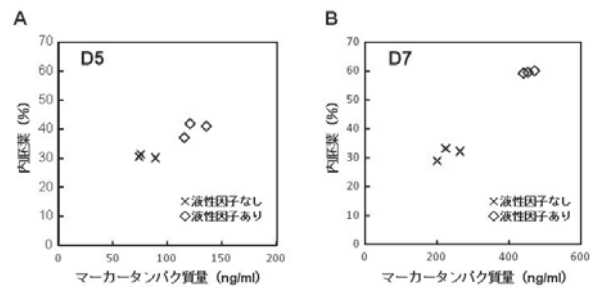 A
D5
70
60
50
40
30
20
10
0
内胚葉 (%)
×液性因子なし
◇液性因子あり
0 50 100 150 200
マーカータンパク質量 (ng/ml)
B
D7
70
60
50
40
30
20
10
0
内胚葉 (%)
×液性因子なし
◇液性因子あり
0 200 400 600
マーカータンパク質量 (ng/ml)